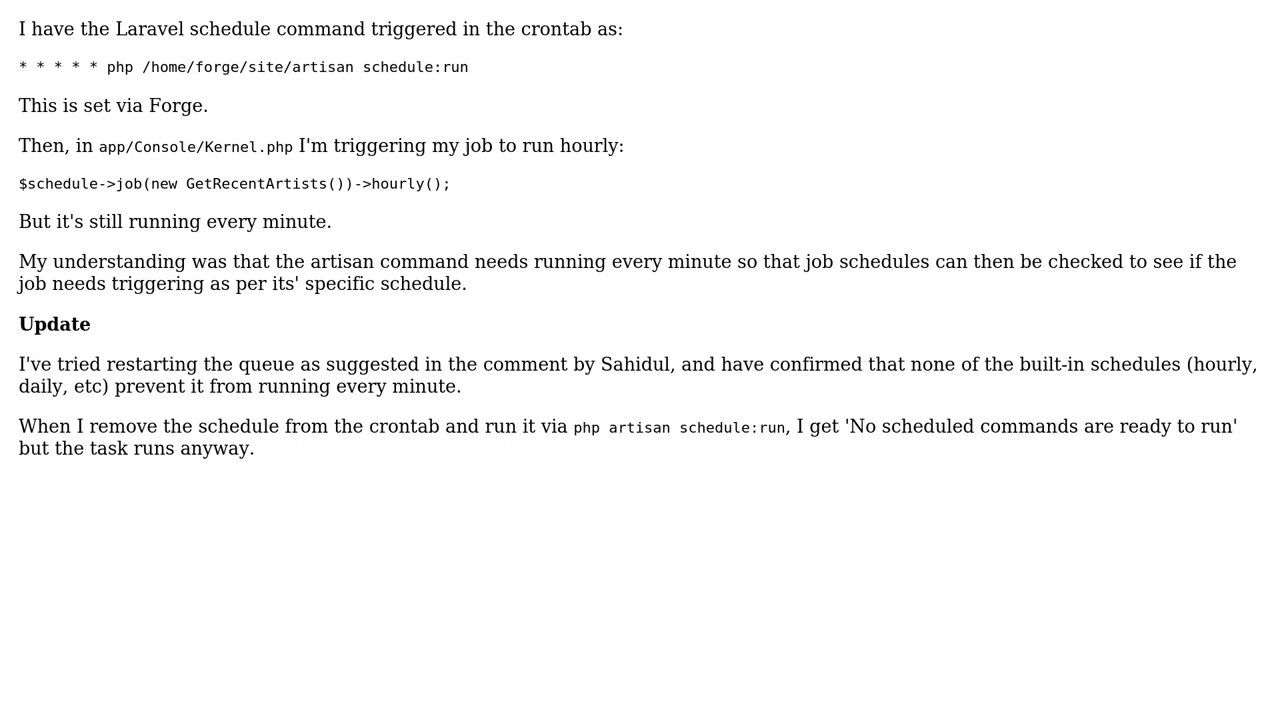 I have the Laravel schedule command triggered in the crontab as:
* * * * * php /home/forge/site/artisan schedule:run
This is set via Forge.
Then, in app/Console/Kernel.php I'm triggering my job to run hourly:
$schedule->job(new GetRecentArtists())->hourly();
But it's still running every minute.
My understanding was that the artisan command needs running every minute so that job schedules can then be checked to see if the
job needs triggering as per its' specific schedule.
Update
I've tried restarting the queue as suggested in the comment by Sahidul, and have confirmed that none of the built-in schedules (hourly,
daily, etc) prevent it from running every minute.
When I remove the schedule from the crontab and run it via php artisan schedule:run, I get 'No scheduled commands are ready to run'
but the task runs anyway.